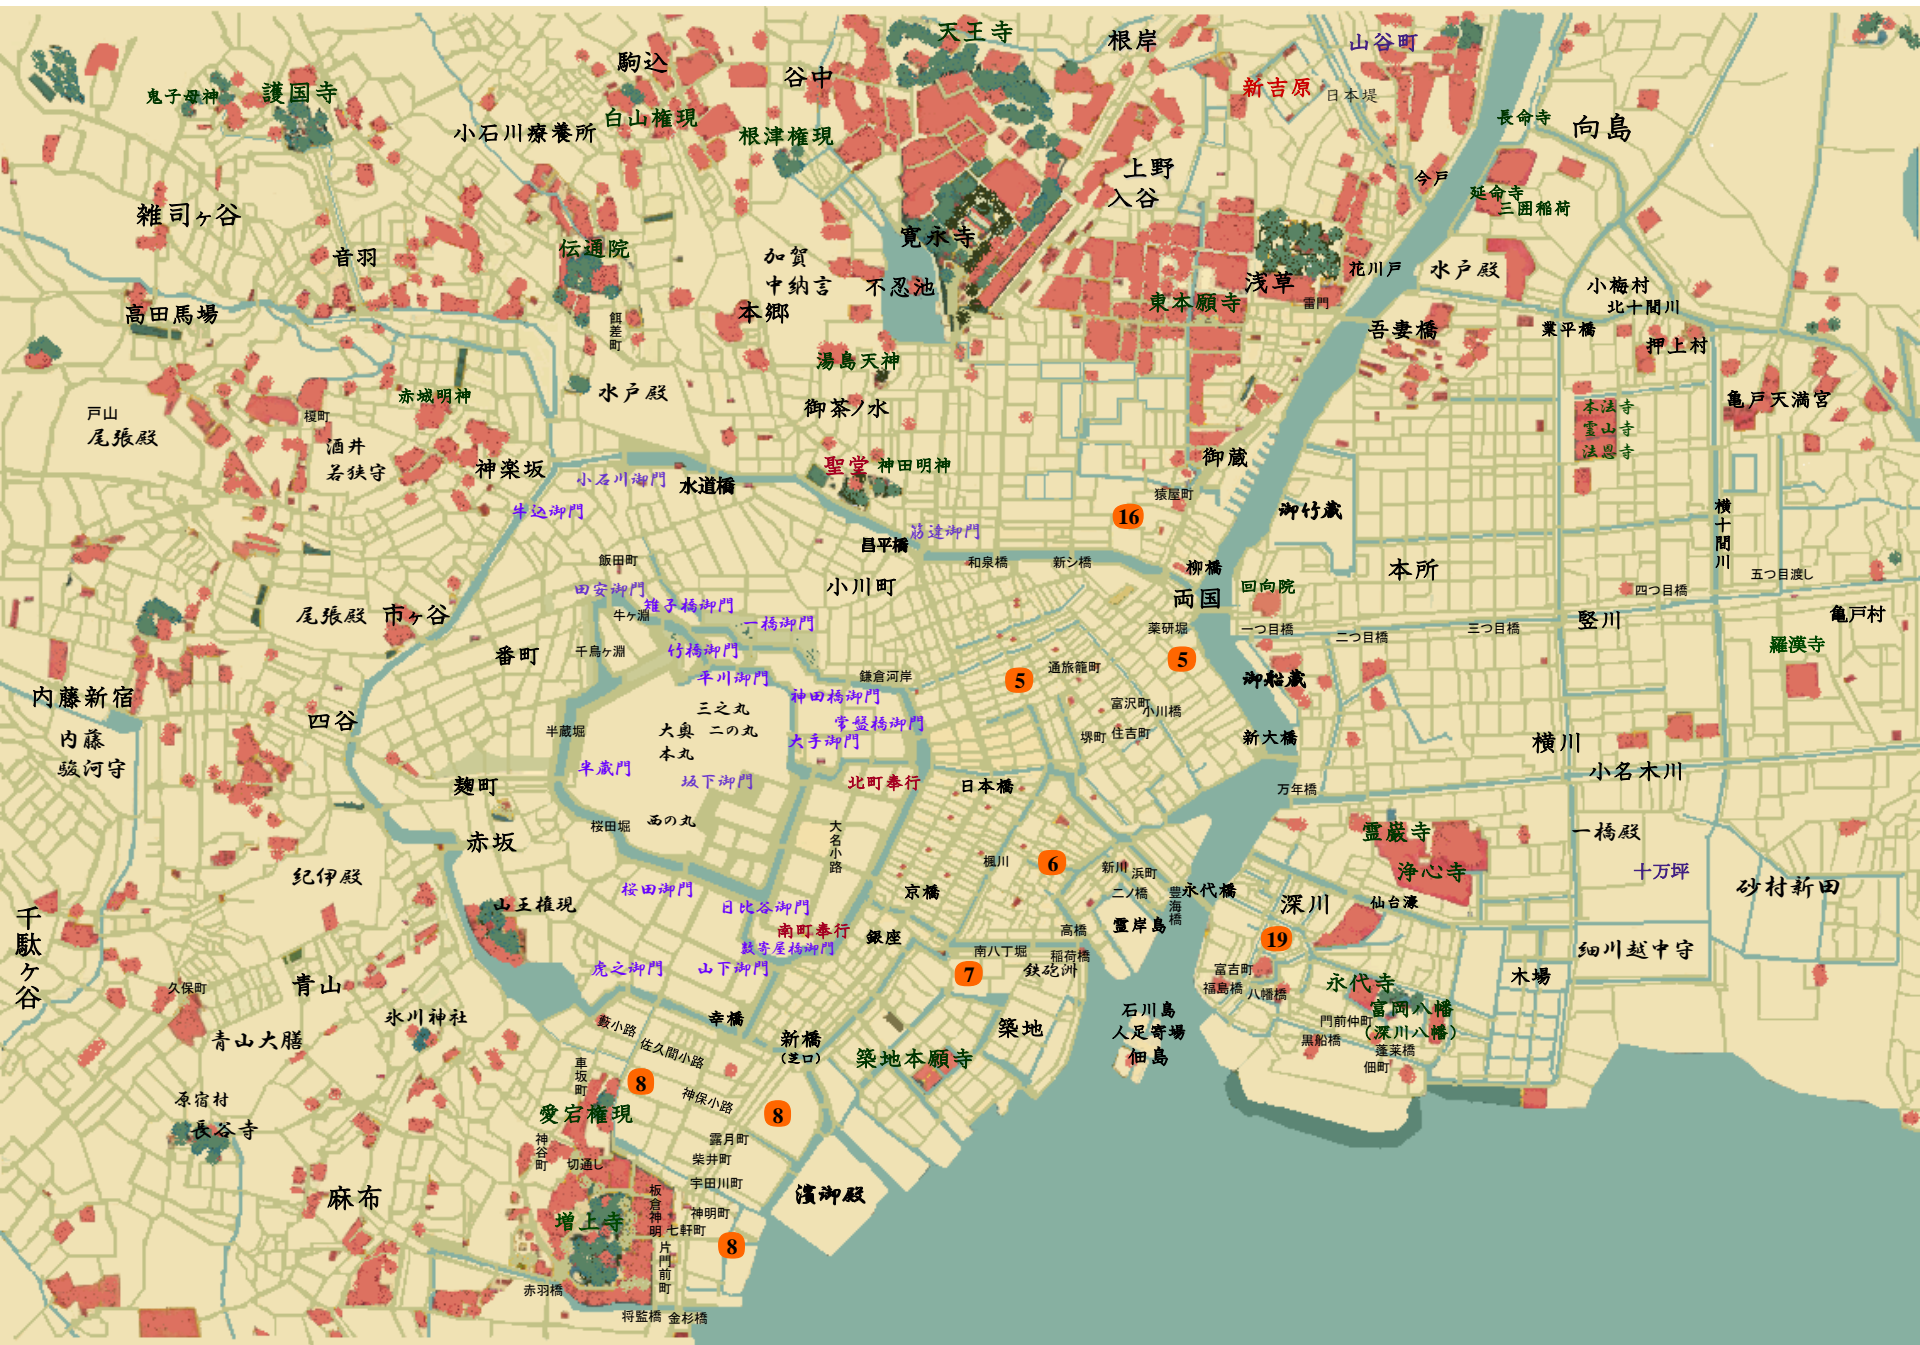 天王寺
根岸
山谷町
駒込
谷中
新吉原
日本堤
鬼子母神
護国寺
白山権現
小石川療養所
根津権現
長命寺
向島
上野
入谷
今戸
延命寺
三囲稲荷
雑司ヶ谷
音羽
伝通院
寛永寺
加賀
中納言
本郷
不忍池
浅草
花川戸
水戸殿
東本願寺
雷門
小梅村
北十間川
高田馬場
餌差町
吾妻橋
業平橋
押上村
湯島天神
赤城明神
水戸殿
御茶ノ水
戸山
尾張殿
榎町
酒井
若狭守
本法寺
霊山寺
法恩寺
亀戸天満宮
神楽坂
小石川御門
水道橋
聖堂
神田明神
御蔵
猿屋町
16
牛込御門
御竹蔵
横十間川
筋違御門
昌平橋
和泉橋
新シ橋
柳橋
本所
飯田町
田安御門
雉子橋御門
牛ヶ淵
一橋御門
小川町
両国
回向院
五つ目渡し
四つ目橋
尾張殿
市ヶ谷
薬研堀
一つ目橋
二つ目橋
三つ目橋
竪川
亀戸村
羅漢寺
番町
千鳥ヶ淵
竹橋御門
平川御門
神田橋御門
鎌倉河岸
5
通旅籠町
5
御船蔵
内藤新宿
内藤
駿河守
四谷
半蔵堀
三之丸
大奥
二の丸
本丸
常盤橋御門
大手御門
富沢町
小川橋
堺町
住吉町
新大橋
横川
小名木川
麹町
半蔵門
坂下御門
北町奉行
日本橋
万年橋
赤坂
桜田堀
西の丸
大名小路
霊巌寺
浄心寺
一橋殿
十万坪
砂村新田
紀伊殿
楓川
6
新川
浜町
二ノ橋
豊海橋
永代橋
桜田御門
日比谷御門
京橋
深川
仙台濠
千駄ヶ谷
山王権現
南町奉行
数寄屋橋御門
銀座
高橋
霊岸島
19
細川越中守
虎之御門
山下御門
南八丁堀
稲荷橋
鉄砲洲
7
富吉町
福島橋
八幡橋
永代寺
木場
久保町
青山
氷川神社
青山大膳
藪小路
幸橋
新橋
(芝口)
築地
石川島
人足寄場
佃島
富岡八幡
(深川八幡)
門前仲町
黒船橋
蓬莱橋
佃町
佐久間小路
築地本願寺
車坂町
8
神保小路
8
原宿村
長谷寺
愛宕権現
神谷町
切通し
露月町
柴井町
宇田川町
麻布
増上寺
板倉神明
神明町
七軒町
片門前町
8
濱御殿
赤羽橋
将監橋
金杉橋